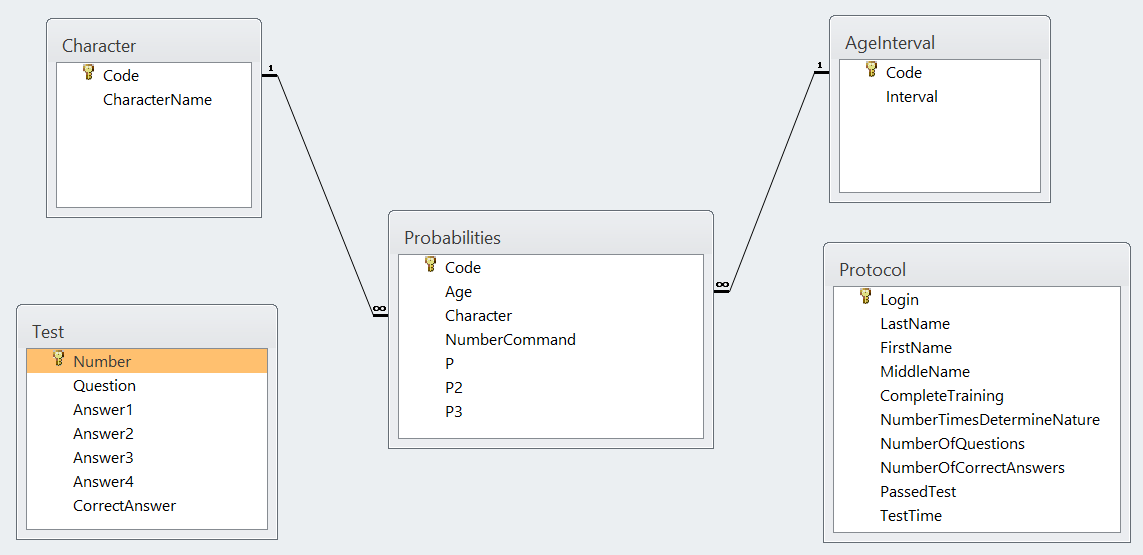 Character
Code
CharacterName
1
∞
AgeInterval
Code
Interval
1
∞
Probabilities
Code
Age
Character
NumberCommand
P
P2
P3
Test
Number
Question
Answer1
Answer2
Answer3
Answer4
CorrectAnswer
Protocol
Login
LastName
FirstName
MiddleName
CompleteTraining
NumberTimesDetermineNature
NumberOfQuestions
NumberOfCorrectAnswers
PassedTest
TestTime